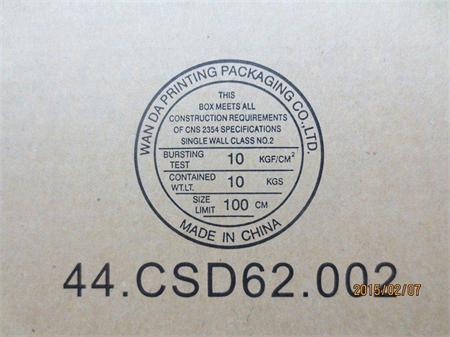 WAN DA PRINTING PACKAGING CO.,LTD.
THIS
BOX MEETS ALL
CONSTRUCTION REQUIREMENTS
OF CNS 2354 SPECIFICATIONS
SINGLE WALL CLASS NO.2
BURSTING TEST 10 KGF/CM²
CONTAINED WT.LT. 10 KGS
SIZE LIMIT 100 CM
MADE IN CHINA
44.CSD62.002
2015/02/07